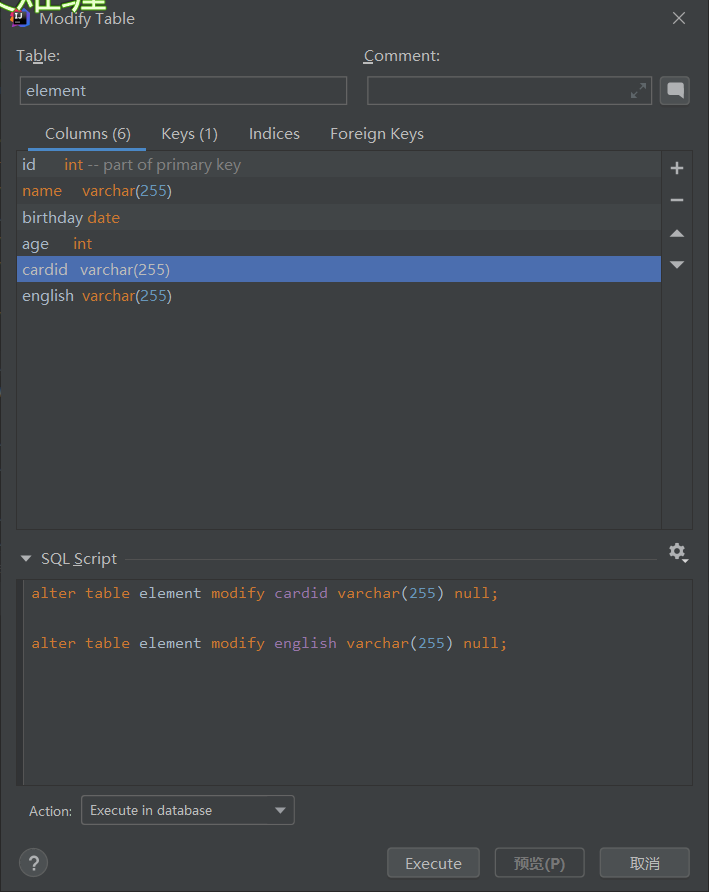 Modify Table
Table:
Comment:
element
Columns (6) Keys (1) Indices Foreign Keys
id int -- part of primary key
name varchar(255)
birthday date
age int
cardid varchar(255)
english varchar(255)
SQL Script
alter table element modify cardid varchar(255) null;
alter table element modify english varchar(255) null;
Action: Execute in database
? Execute 预览(P) 取消